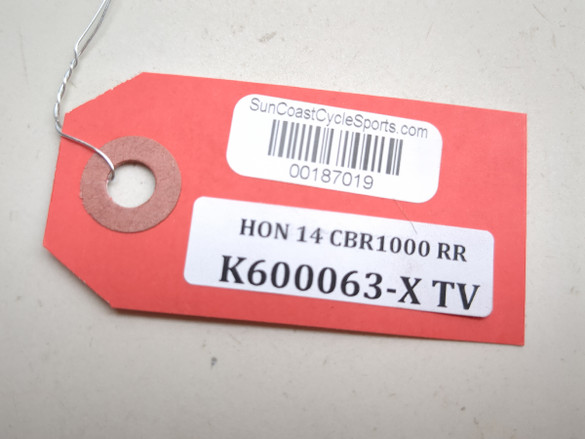 SunCoastCycleSports.com
00187019
HON 14 CBR1000 RR
K600063-X TV